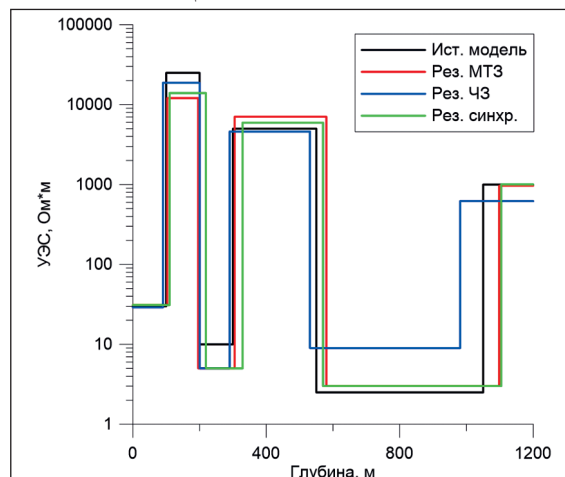 100000
10000
1000
100
10
1
УЭС, Ом*м
Ист. модель
Рез. МТЗ
Рез. ЧЗ
Рез. синхр.
0
400
800
1200
Глубина, м